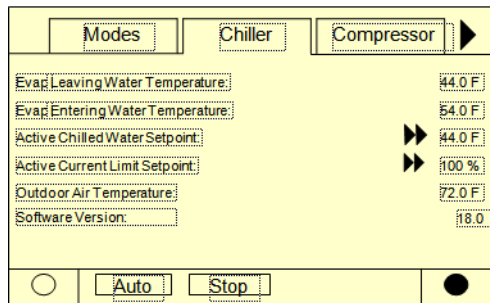 Modes Chiller Compressor
Evap Leaving Water Temperature: 44.0 F
Evap Entering Water Temperature: 54.0 F
Active Chilled Water Setpoint: 44.0 F
Active Current Limit Setpoint: 100 %
Outdoor Air Temperature: 72.0 F
Software Version: 18.0
Auto Stop